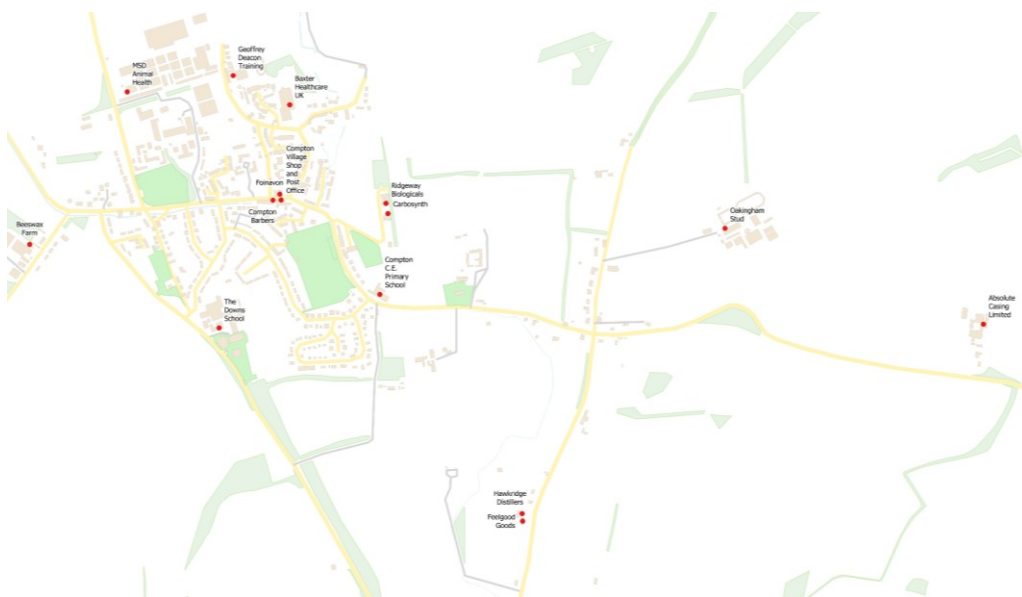 Geoffrey
Deacon
Training
MSD
Animal
Health
Baxter
Healthcare
UK
Compton
Village
Shop
and
Post
Office
Foinavon
Compton
Barbers
Ridgeway
Biologicals
Carbosynth
Oakingham
Stud
Beeswax
Farm
Compton
C.E.
Primary
School
The
Downs
School
Absolute
Casing
Limited
Hawkridge
Distillers
Feelgood
Goods